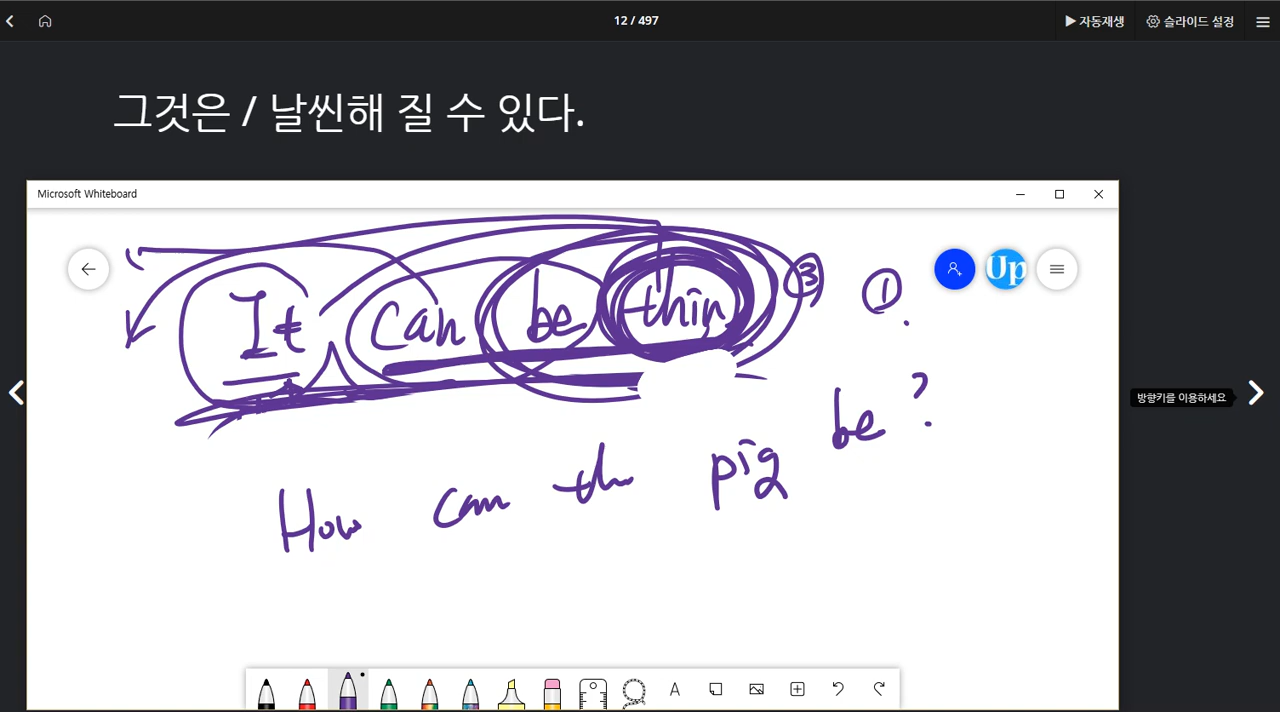 12 / 497
▶ 자동재생
슬라이드 설정
그것은 / 날씬해 질 수 있다.
Microsoft Whiteboard
Up
It can be thin ③ ①.
방향키를 이용하세요
How can th pig be?
A